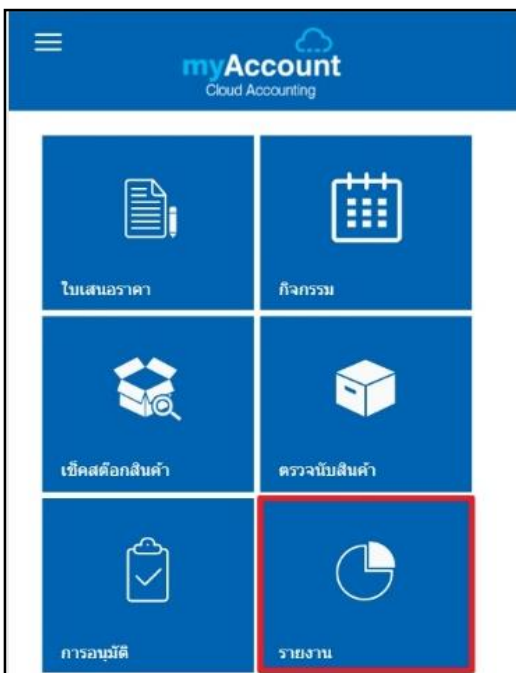 myAccount
Cloud Accounting
ใบเสนอราคา
กิจกรรม
เช็คสต๊อกสินค้า
ตรวจนับสินค้า
การอนุมัติ
รายงาน